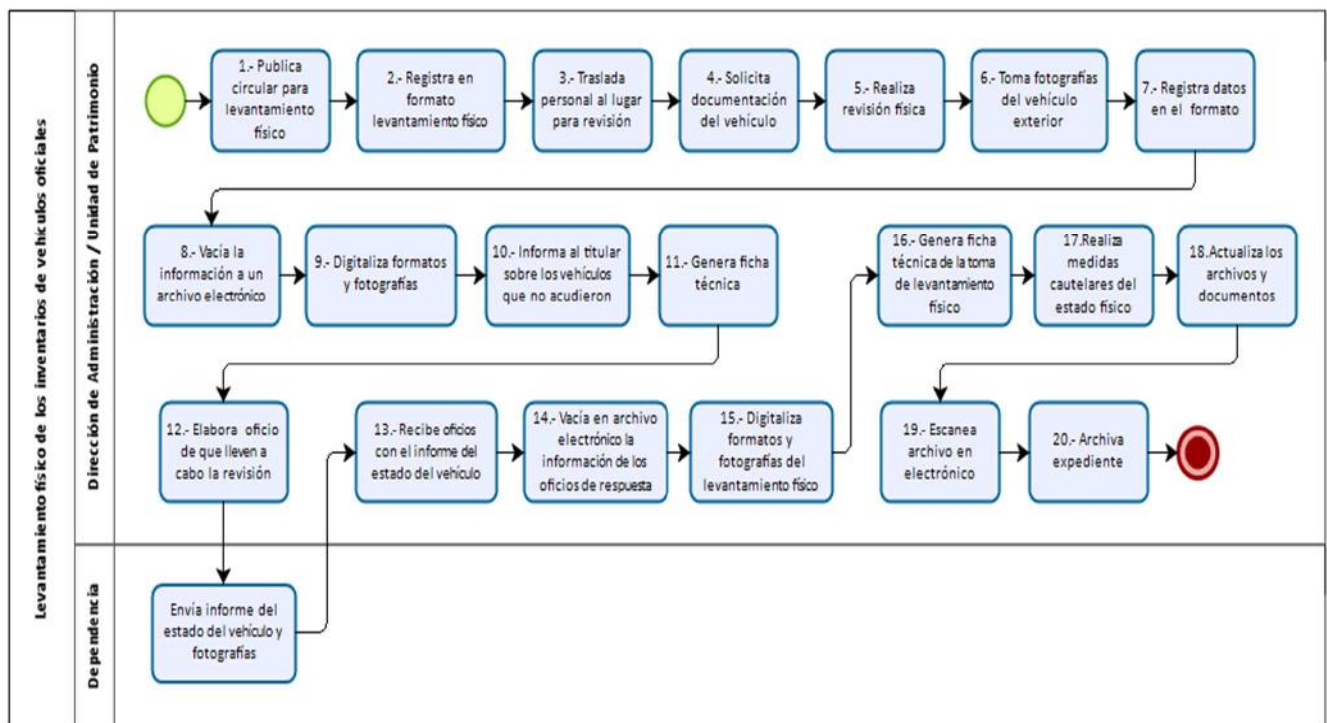 Levantamiento físico de los inventarios de vehículos oficiales
Dirección de Administración / Unidad de Patrimonio
1.- Publica
circular para
levantamiento
físico
2.- Registra en
formato
levantamiento físico
3.- Traslada
personal al lugar
para revisión
4.- Solicita
documentación
del vehículo
5.- Realiza
revisión física
6.- Toma fotografías
del vehículo
exterior
7.- Registra datos
en el formato
8.- Vacía la
información a un
archivo electrónico
9.- Digitaliza formatos
y fotografías
10.- Informa al titular
sobre los vehículos
que no acudieron
11.- Genera ficha
técnica
16.- Genera ficha
técnica de la toma
de levantamiento
físico
17.Realiza
medidas
cautelares del
estado físico
18.Actualiza los
archivos y
documentos
12.- Elabora oficio
de que lleven a
cabo la revisión
13.- Recibe oficios
con el informe del
estado del vehículo
14.- Vacía en archivo
electrónico la
información de los
oficios de respuesta
15.- Digitaliza
formatos y
fotografías del
levantamiento físico
19.- Escanea
archivo en
electrónico
20.- Archiva
expediente
Dependencia
Envía informe del
estado del vehículo y
fotografías